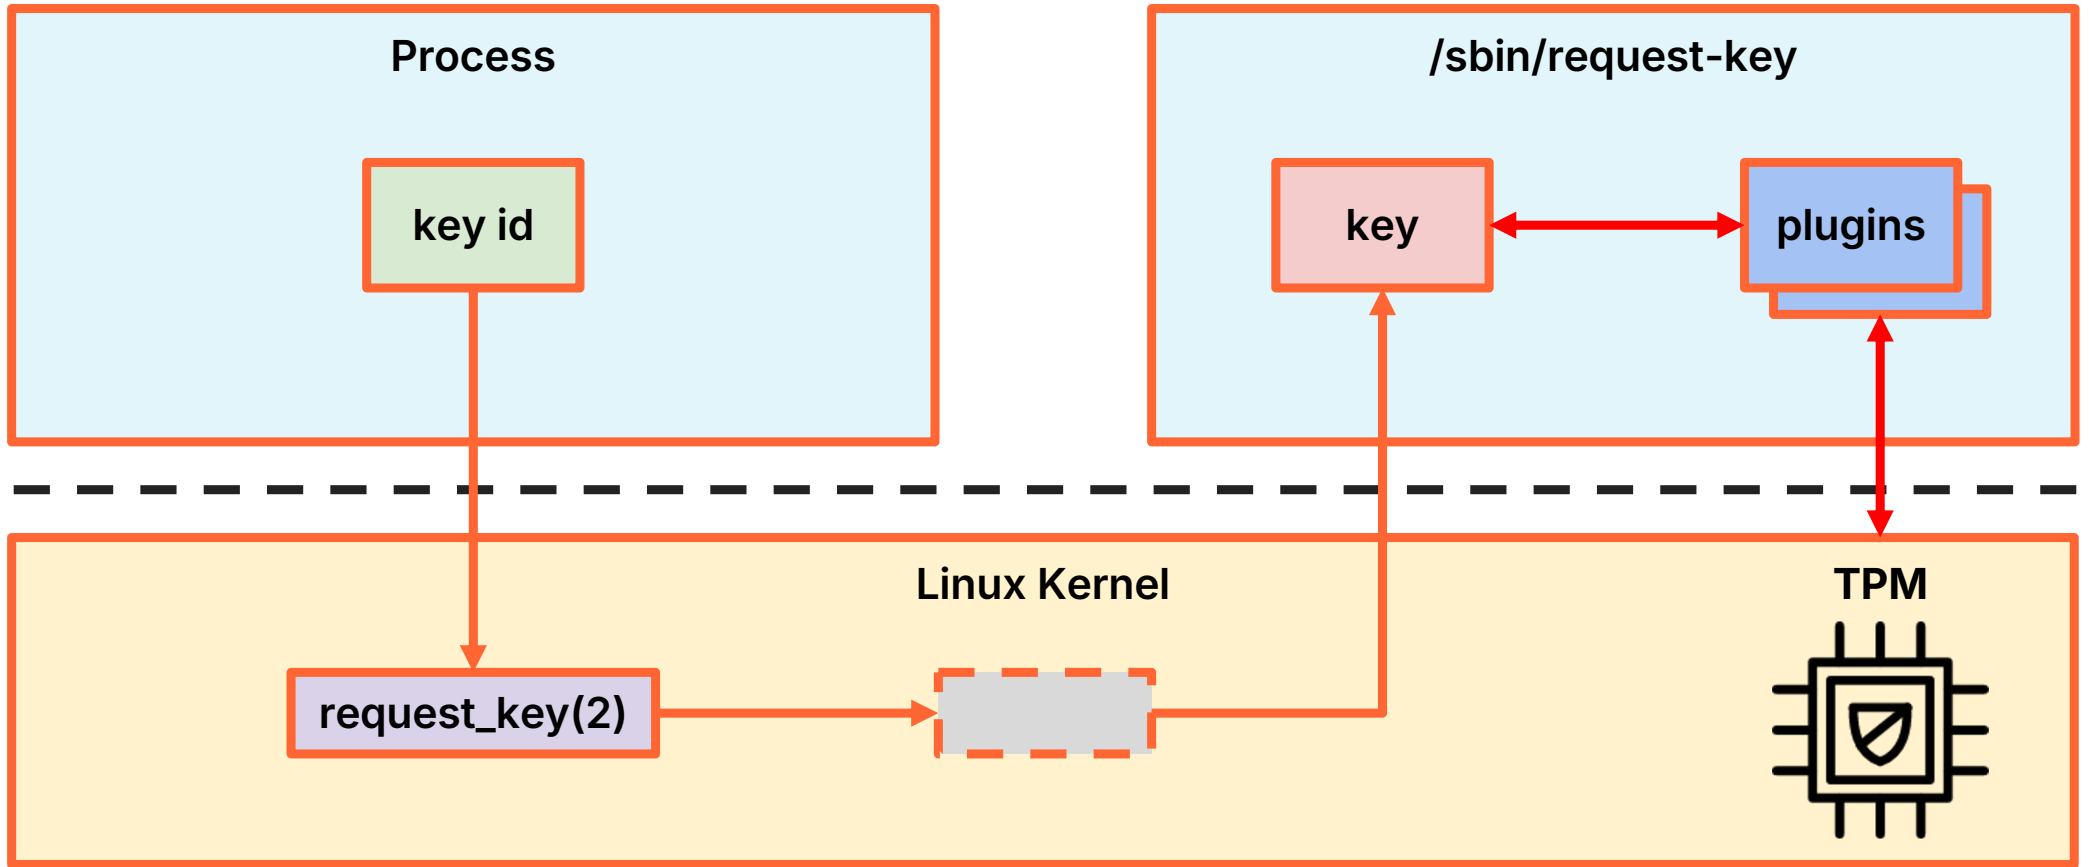 Process
/sbin/request-key
key id
key
plugins
Linux Kernel
TPM
request_key(2)